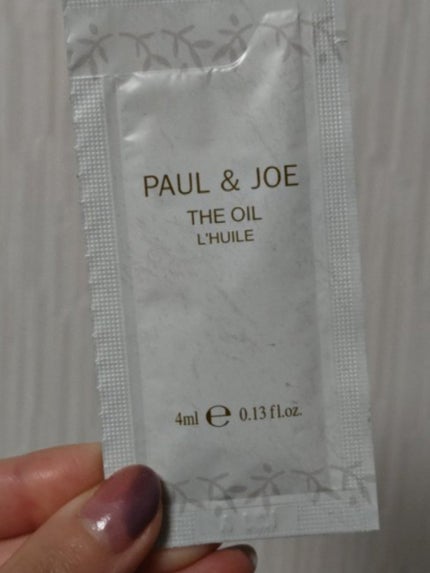 PAUL & JOE
THE OIL
L'HUILE
4ml ℮ 0.13 fl.oz.